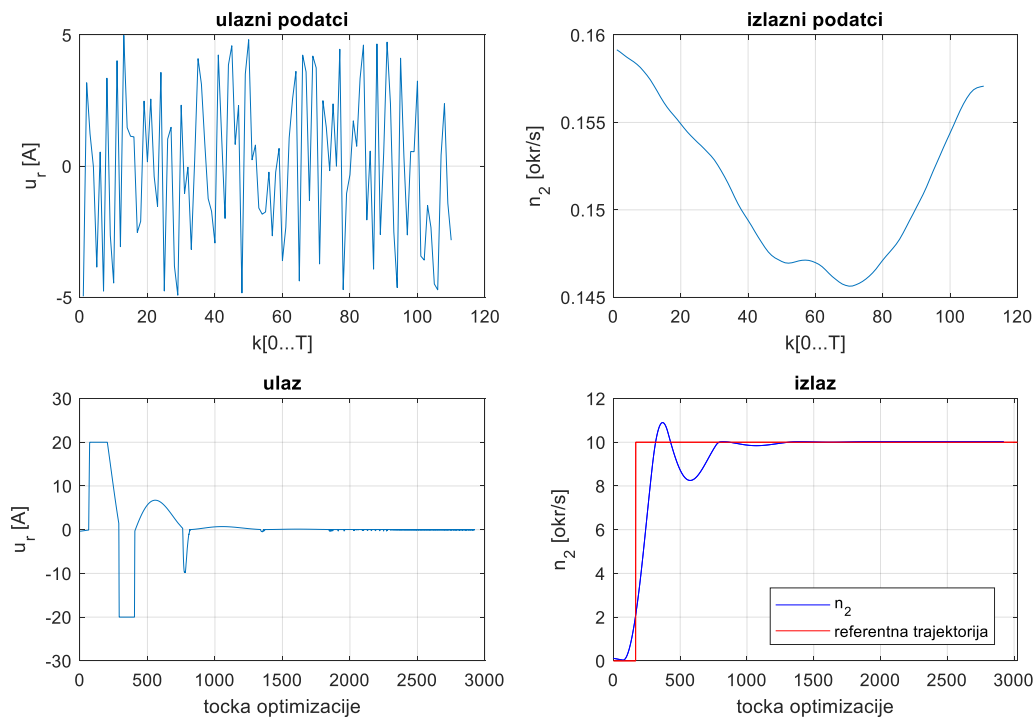 ulazni podatci
5
0
-5
u_r [A]
0 20 40 60 80 100 120
k[0...T]
izlazni podatci
0.16
0.155
0.15
0.145
n_2 [okr/s]
0 20 40 60 80 100 120
k[0...T]
ulaz
30
20
10
0
-10
-20
-30
u_r [A]
0 500 1000 1500 2000 2500 3000
tocka optimizacije
izlaz
12
10
8
6
4
2
0
n_2 [okr/s]
n_2
referentna trajektorija
0 500 1000 1500 2000 2500 3000
tocka optimizacije